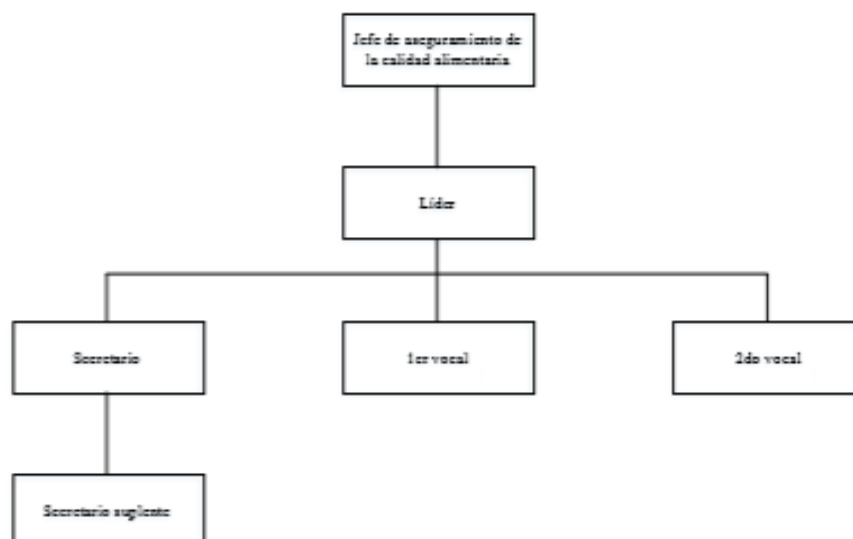 Jefe de aseguramiento de
la calidad alimentaria
Líder
Secretario
1er vocal
2do vocal
Secretario suplente